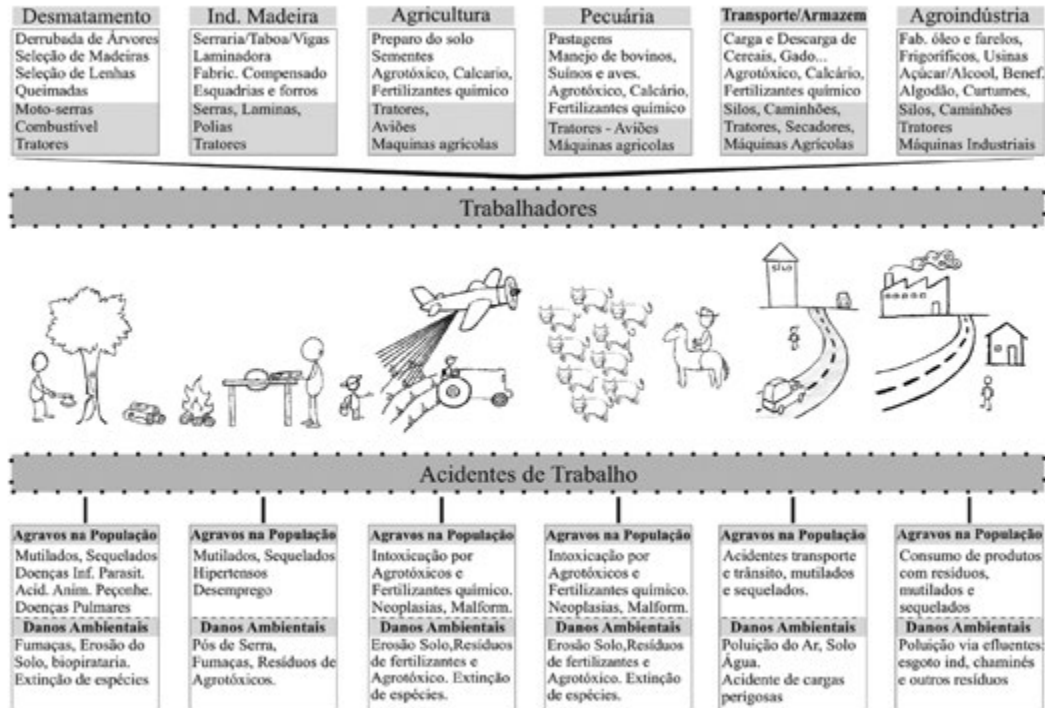 Desmatamento
Derrubada de Árvores
Seleção de Madeiras
Seleção de Lenhas
Queimadas
Moto-serras
Combustível
Tratores
Ind. Madeira
Serraria/Taboa/Vigas
Laminadora
Fabric. Compensado
Esquadrias e forros
Serras, Laminas,
Polias
Tratores
Agricultura
Preparo do solo
Sementes
Agrotóxico, Calcario,
Fertilizantes químico
Tratores,
Aviões
Maquinas agrícolas
Pecuária
Pastagens
Manejo de bovinos,
Suínos e aves.
Agrotóxico, Calcário,
Fertilizantes químico
Tratores - Aviões
Máquinas agricolas
Transporte/Armazem
Carga e Descarga de
Cereais, Gado...
Agrotóxico, Calcário,
Fertilizantes químico
Silos, Caminhões,
Tratores, Secadores,
Máquinas Agrícolas
Agroindústria
Fab. óleo e farelos,
Frigoríficos, Usinas
Açúcar/Alcool, Benef.
Algodão, Curtumes,
Silos, Caminhões
Tratores
Máquinas Industriais
Trabalhadores
SILO
Acidentes de Trabalho
Agravos na População
Mutilados, Sequelados
Doenças Inf. Parasit.
Acid. Anim. Peçonhe.
Doenças Pulmares
Danos Ambientais
Fumaças, Erosão do
Solo, biopirataria.
Extinção de espécies
Agravos na População
Mutilados, Sequelados
Hipertensos
Desemprego
Danos Ambientais
Pós de Serra,
Fumaças, Resíduos de
Agrotóxicos.
Agravos na População
Intoxicação por
Agrotóxicos e
Fertilizantes químico.
Neoplasias, Malform.
Danos Ambientais
Erosão Solo,Resíduos
de fertilizantes e
Agrotóxico. Extinção
de espécies.
Agravos na População
Intoxicação por
Agrotóxicos e
Fertilizantes químico.
Neoplasias, Malform.
Danos Ambientais
Erosão Solo,Resíduos
de fertilizantes e
Agrotóxico. Extinção
de espécies.
Agravos na População
Acidentes transporte
e trânsito, mutilados
e sequelados.
Danos Ambientais
Poluição do Ar, Solo
Água.
Acidente de cargas
perigosas
Agravos na População
Consumo de produtos
com resíduos,
mutilados e
sequelados
Danos Ambientais
Poluição via efluentes:
esgoto ind, chaminés
e outros resíduos